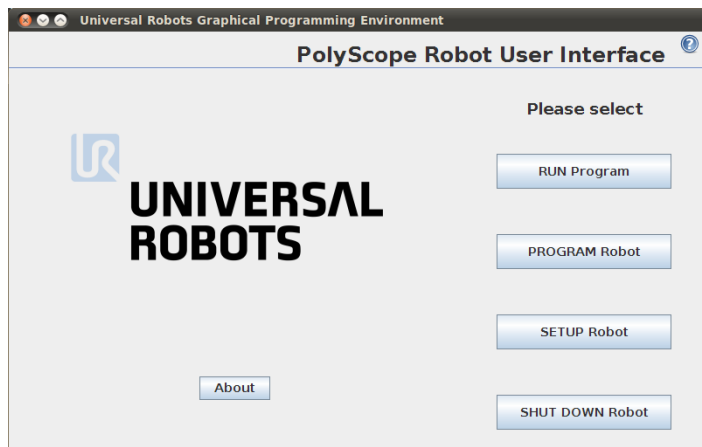 Universal Robots Graphical Programming Environment
PolyScope Robot User Interface
?
Please select
UR
UNIVERSAL
ROBOTS
RUN Program
PROGRAM Robot
SETUP Robot
About
SHUT DOWN Robot